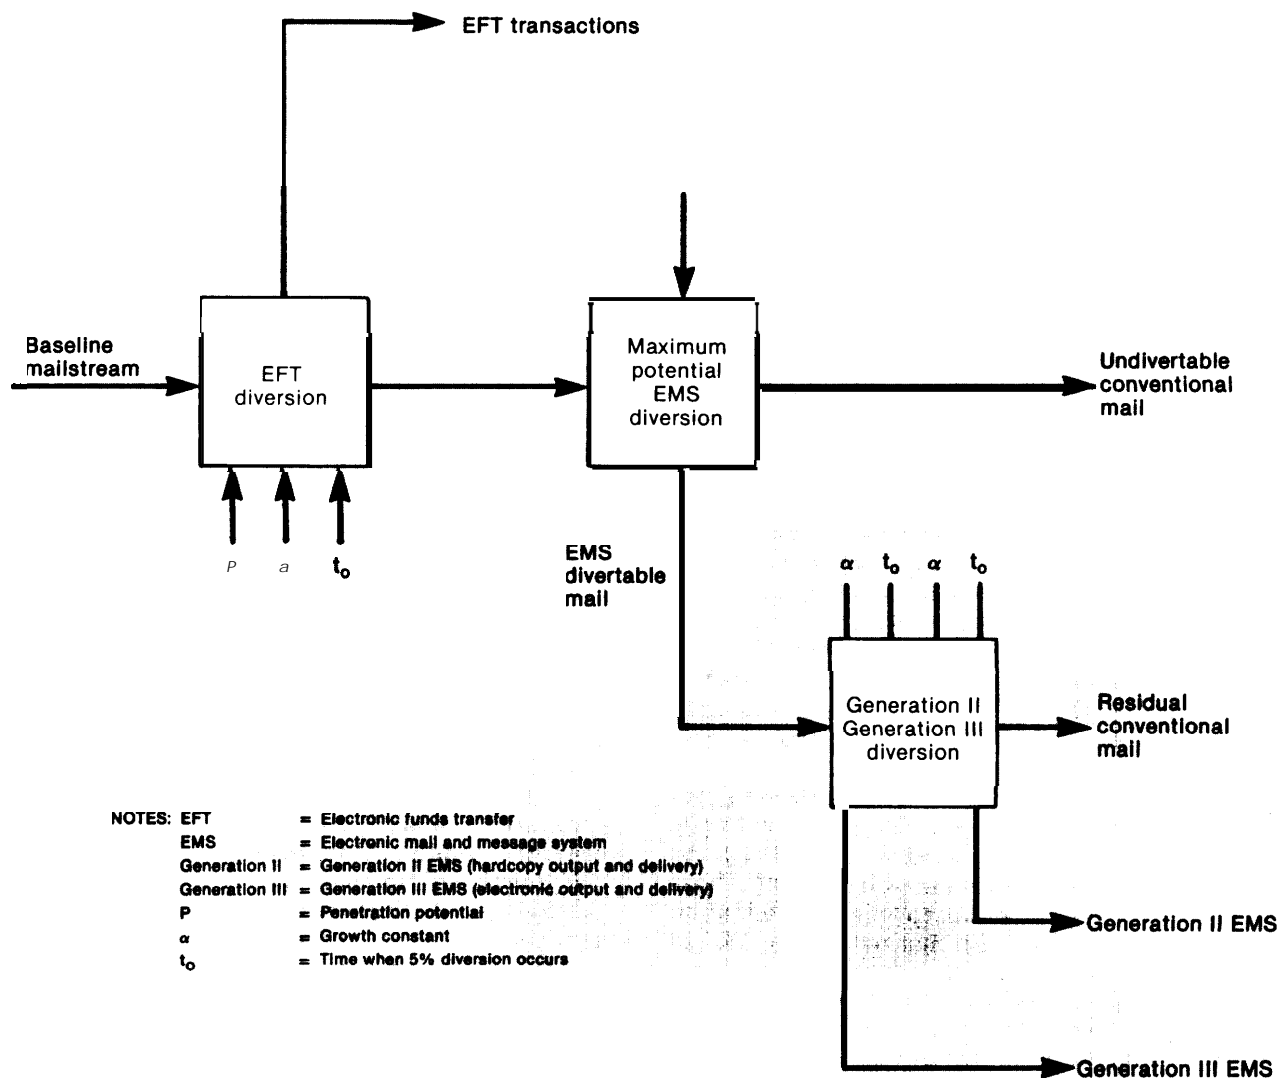 EFT transactions
Baseline
mailstream
EFT
diversion
Maximum
potential
EMS
diversion
Undivertable
conventional
mail
P a to
EMS
divertable
mail
α to α to
Generation II
Generation III
diversion
Residual
conventional
mail
NOTES: EFT = Electronic funds transfer
EMS = Electronic mail and message system
Generation II = Generation II EMS (hardcopy output and delivery)
Generation III = Generation III EMS (electronic output and delivery)
P = Penetration potential
α = Growth constant
to = Time when 5% diversion occurs
Generation II EMS
Generation III EMS